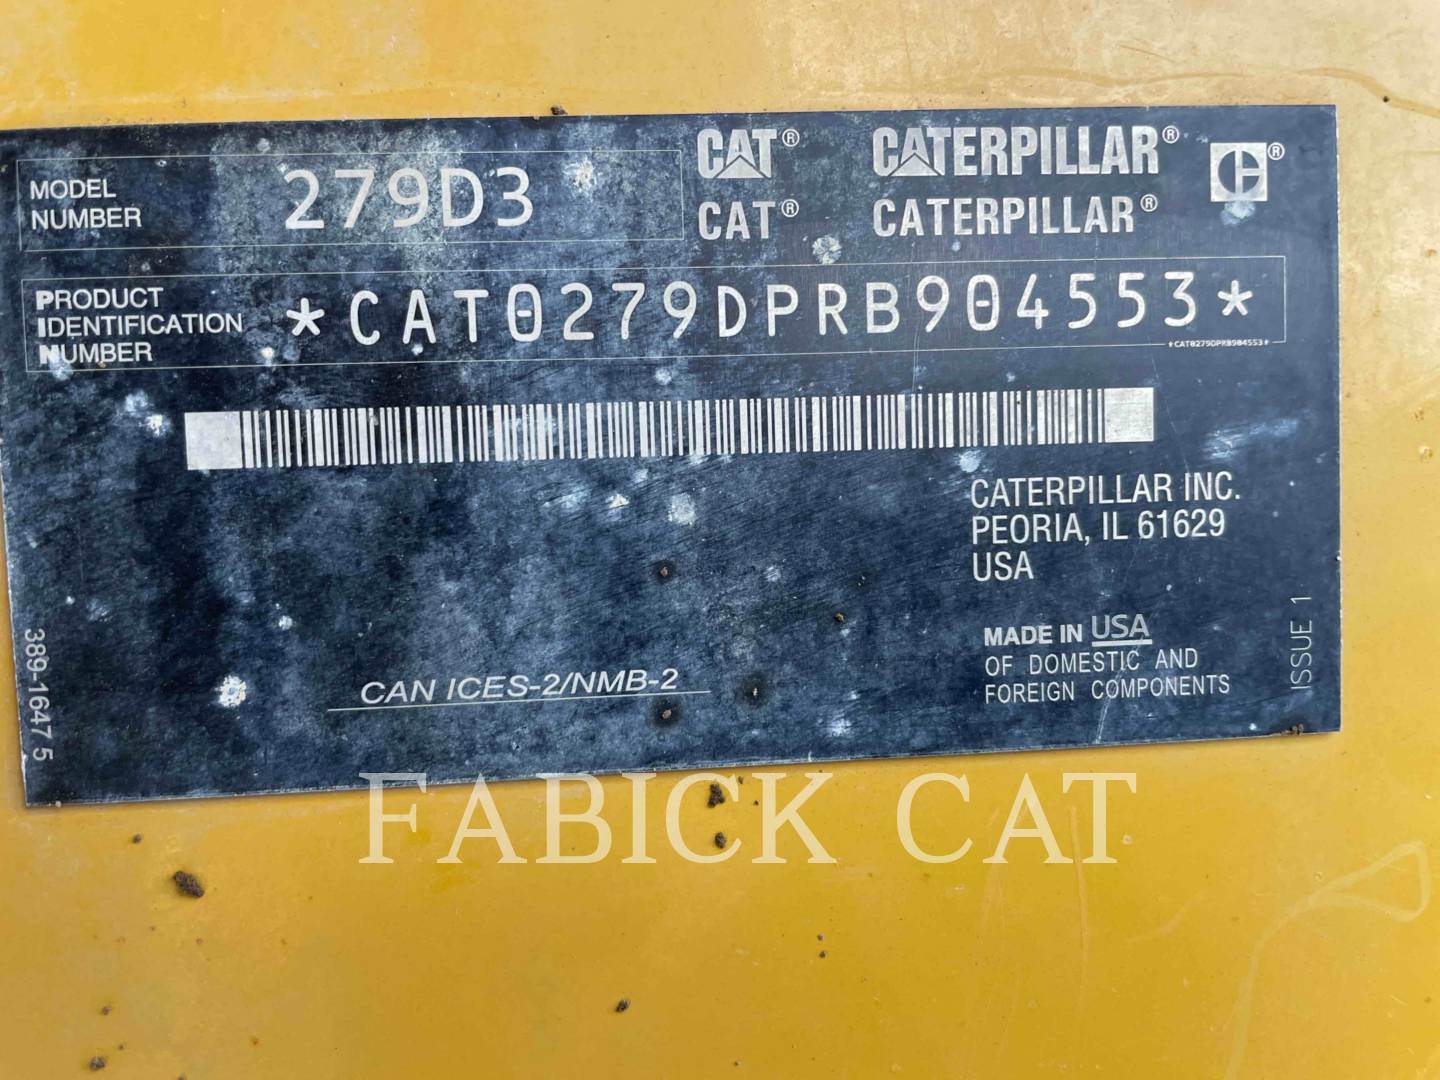 MODEL
NUMBER
279D3
CAT® CATERPILLAR®
CAT® CATERPILLAR®
PRODUCT
IDENTIFICATION
NUMBER
*CAT0279DPRB904553*
*CAT0279DPRB904553*
CATERPILLAR INC.
PEORIA, IL 61629
USA
MADE IN USA
OF DOMESTIC AND
FOREIGN COMPONENTS
ISSUE 1
CAN ICES-2/NMB-2
389-1647 5
FABICK CAT